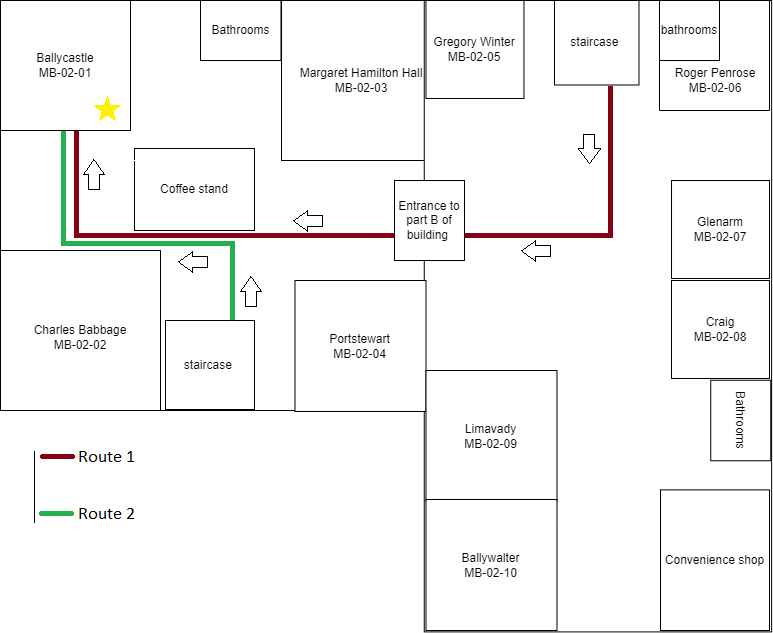 Ballycastle
MB-02-01
Bathrooms
Margaret Hamilton Hall
MB-02-03
Gregory Winter
MB-02-05
staircase
bathrooms
Roger Penrose
MB-02-06
Coffee stand
Entrance to
part B of
building
Glenarm
MB-02-07
Charles Babbage
MB-02-02
staircase
Portstewart
MB-02-04
Craig
MB-02-08
Bathrooms
Limavady
MB-02-09
Ballywalter
MB-02-10
Convenience shop
Route 1
Route 2